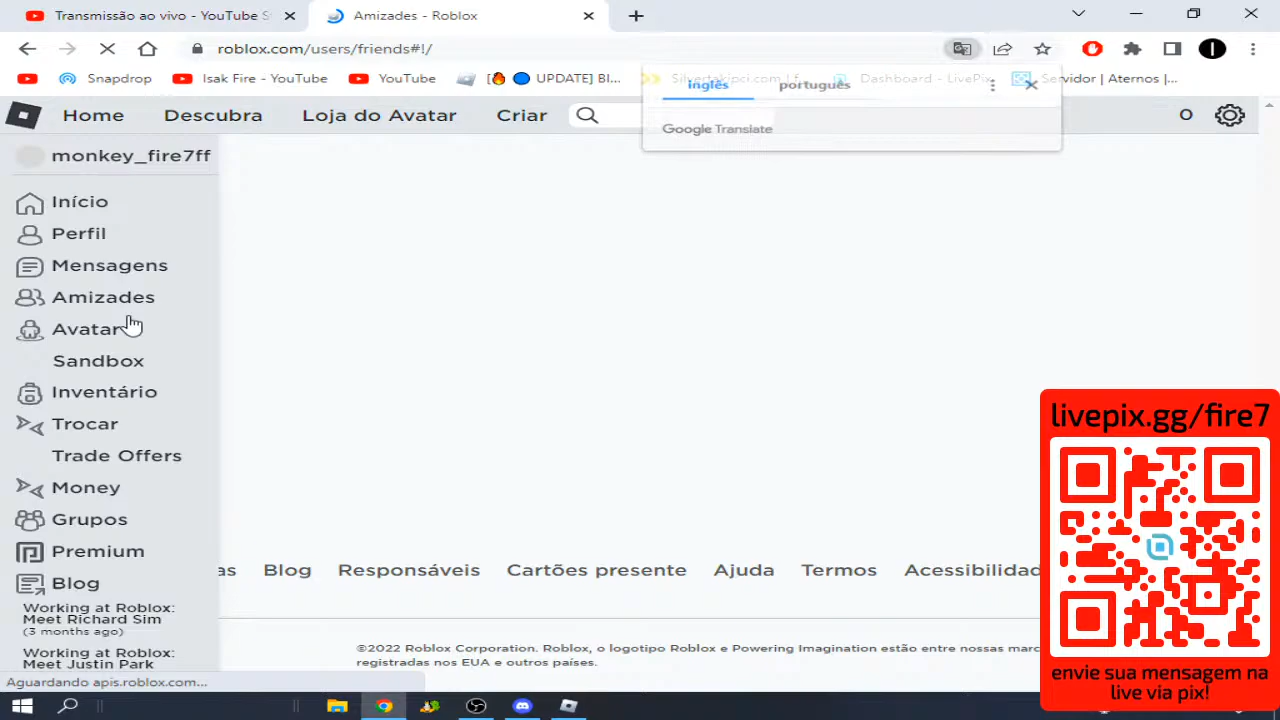 Transmissão ao vivo - YouTube S
Amizades - Roblox
roblox.com/users/friends#!/
Snapdrop
Isak Fire - YouTube
YouTube
UPDATE] Bl...
Dashboard - LivePix
Servidor | Aternos |...
Inglês
português
Google Translate
Home
Descubra
Loja do Avatar
Criar
0
monkey_fire7ff
Início
Perfil
Mensagens
Amizades
Avatar
Sandbox
Inventário
Trocar
Trade Offers
Money
Grupos
Premium
Blog
Working at Roblox:
Meet Richard Sim
(3 months ago)
Working at Roblox:
Meet Justin Park
Aguardando apis.roblox.com...
as
Blog
Responsáveis
Cartões presente
Ajuda
Termos
Acessibilidad
©2022 Roblox Corporation. Roblox, o logotipo Roblox e Powering Imagination estão entre nossas marc
registradas nos EUA e outros países.
livepix.gg/fire7
envie sua mensagem na
live via pix!